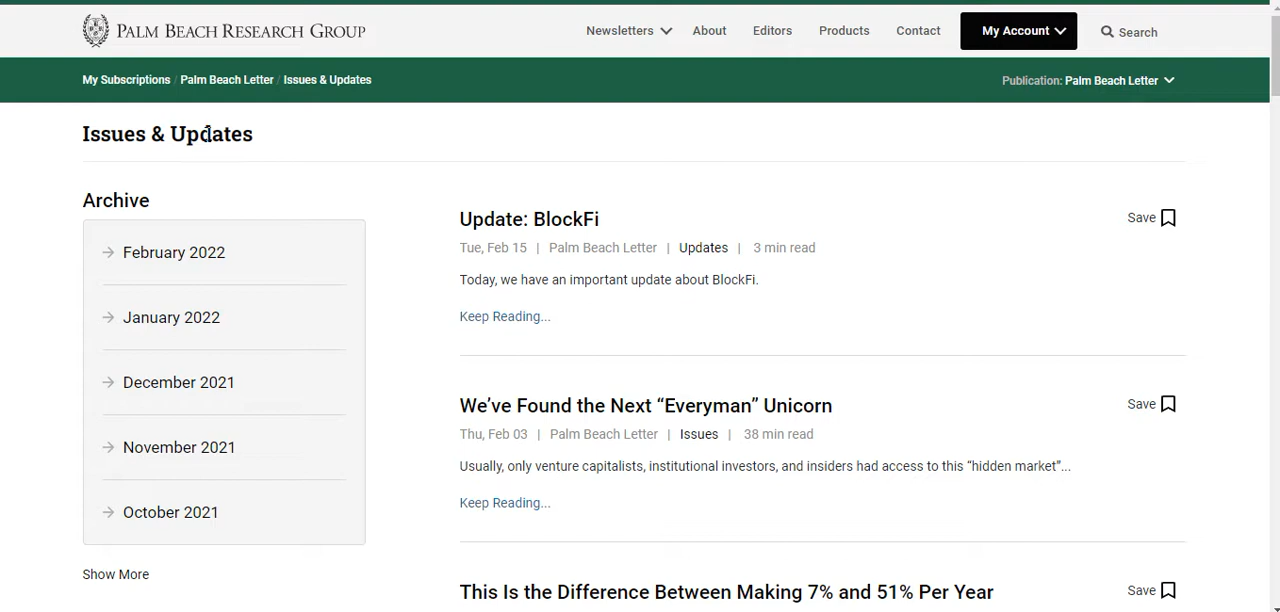 PALM BEACH RESEARCH GROUP
Newsletters About Editors Products Contact My Account Search
My Subscriptions / Palm Beach Letter / Issues & Updates
Publication: Palm Beach Letter
Issues & Updates
Archive
February 2022
January 2022
December 2021
November 2021
October 2021
Show More
Update: BlockFi
Save
Tue, Feb 15 | Palm Beach Letter | Updates | 3 min read
Today, we have an important update about BlockFi.
Keep Reading...
We’ve Found the Next “Everyman” Unicorn
Save
Thu, Feb 03 | Palm Beach Letter | Issues | 38 min read
Usually, only venture capitalists, institutional investors, and insiders had access to this “hidden market”...
Keep Reading...
This Is the Difference Between Making 7% and 51% Per Year
Save